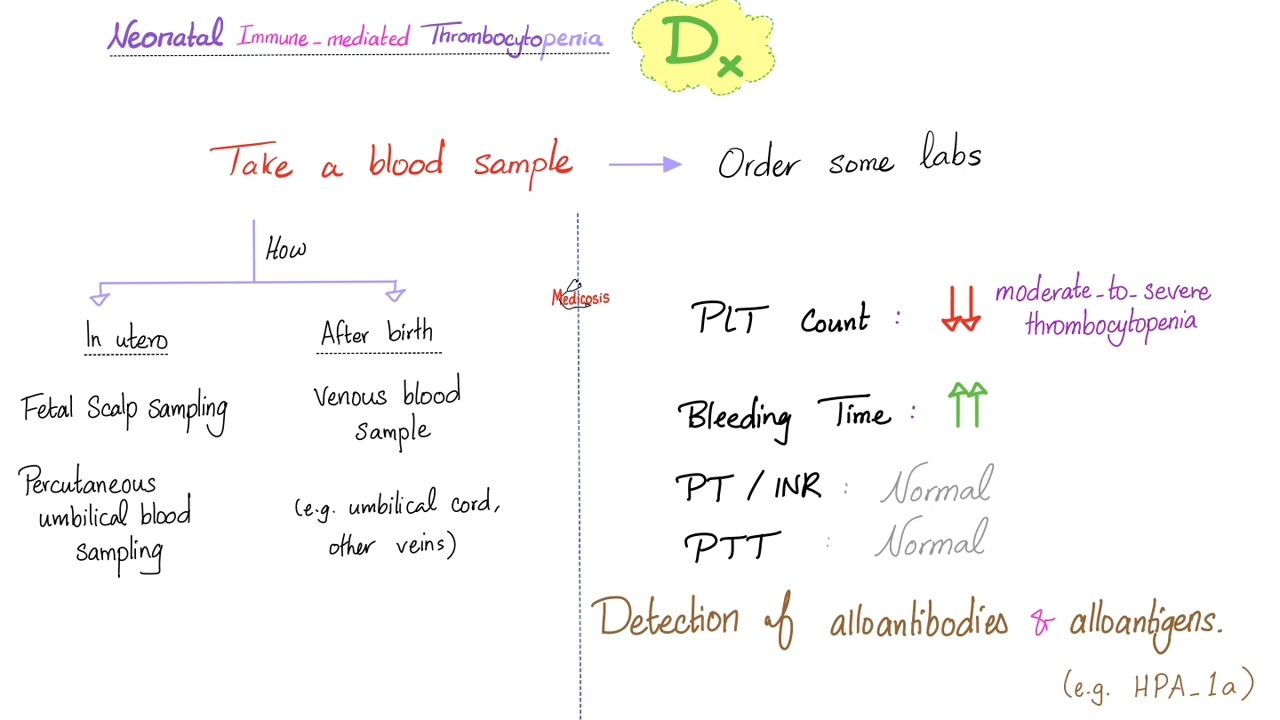 Neonatal Immune-mediated Thrombocytopenia
Dx
Take a blood sample → Order some labs
How
In utero
Fetal Scalp Sampling
Percutaneous
umbilical blood
sampling
After birth
Venous blood
sample
(e.g. umbilical cord,
other veins)
Medicosis
PLT Count : ↓↓ moderate-to-severe
thrombocytopenia
Bleeding Time : ↑↑
PT / INR : Normal
PTT : Normal
Detection of alloantibodies & alloantigens.
(e.g. HPA-1a)